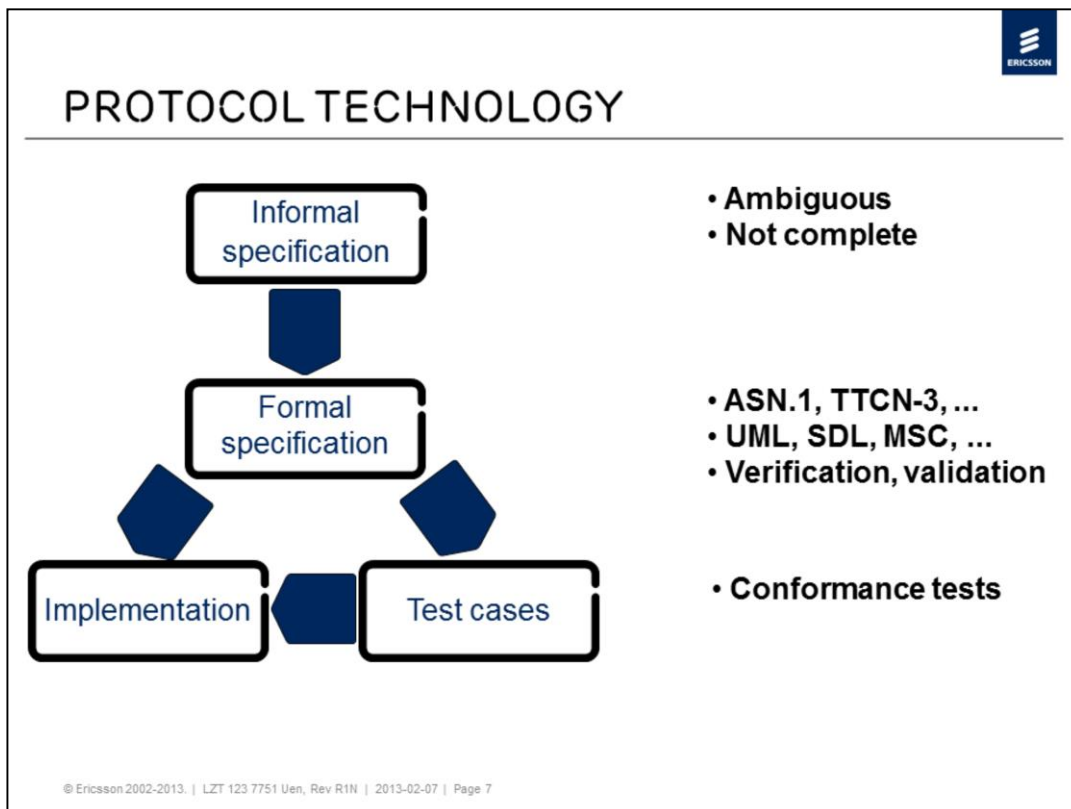 ERICSSON
PROTOCOL TECHNOLOGY
Informal
specification
• Ambiguous
• Not complete
Formal
specification
• ASN.1, TTCN-3, ...
• UML, SDL, MSC, ...
• Verification, validation
Implementation
Test cases
• Conformance tests
© Ericsson 2002-2013. | LZT 123 7751 Uen, Rev R1N | 2013-02-07 | Page 7